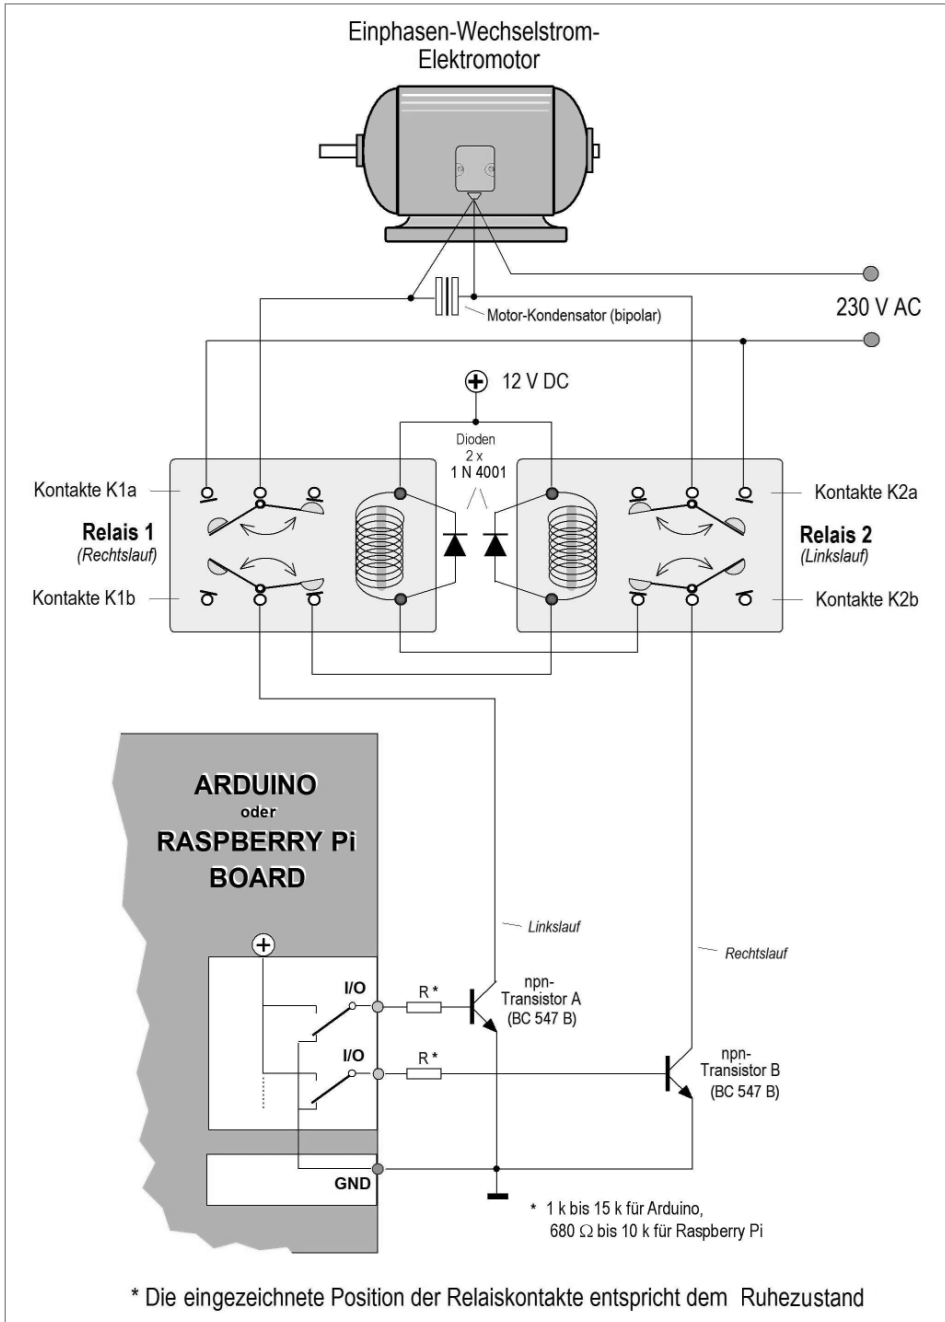 Einphasen-Wechselstrom-
Elektromotor
230 V AC
Motor-Kondensator (bipolar)
12 V DC
Dioden
2 x
1 N 4001
Kontakte K1a
Relais 1
(Rechtslauf)
Kontakte K1b
Kontakte K2a
Relais 2
(Linkslauf)
Kontakte K2b
ARDUINO
oder
RASPBERRY Pi
BOARD
Linkslauf
Rechtslauf
I/O
R *
npn-
Transistor A
(BC 547 B)
I/O
R *
npn-
Transistor B
(BC 547 B)
GND
* 1 k bis 15 k für Arduino,
680 Ω bis 10 k für Raspberry Pi
* Die eingezeichnete Position der Relaiskontakte entspricht dem Ruhezustand